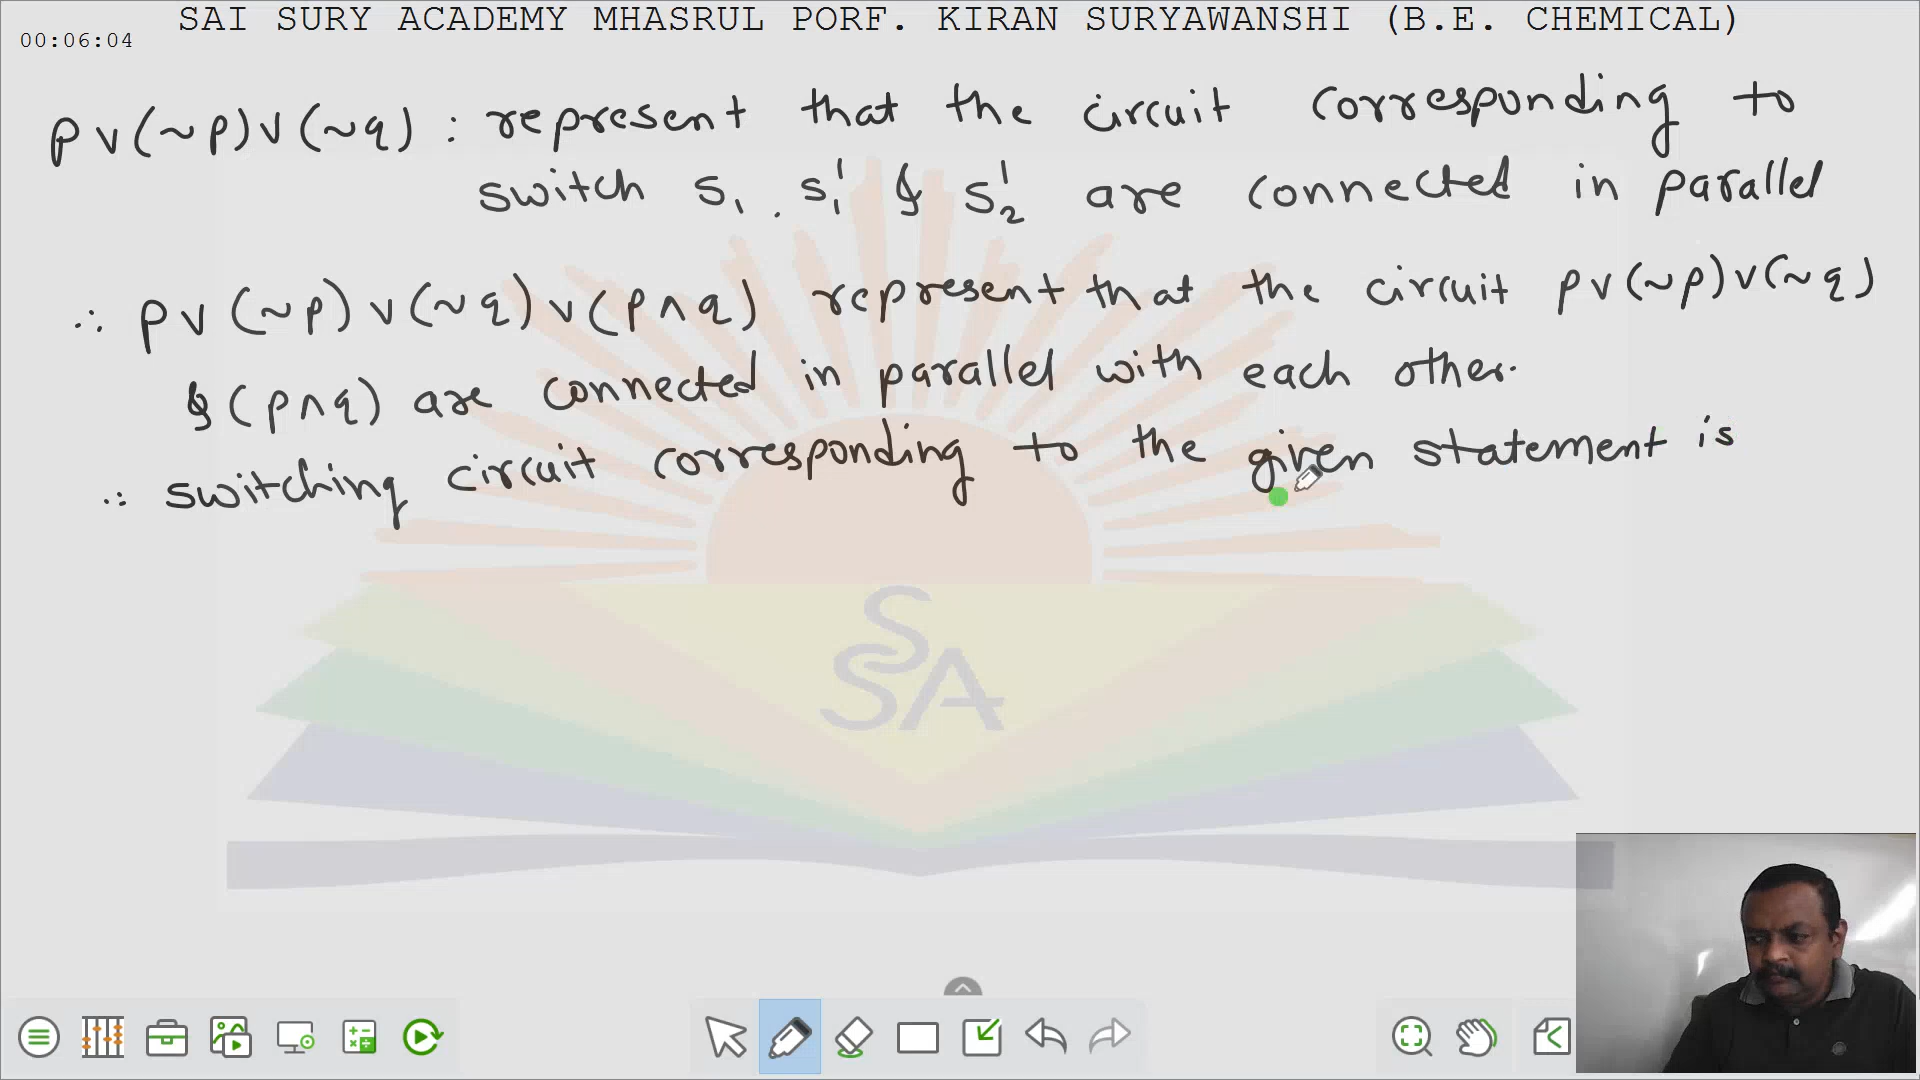 SAI SURY ACADEMY MHASRUL PORF. KIRAN SURYAWANSHI (B.E. CHEMICAL)
00:06:04
p ∨ (~p) ∨ (~q) : represent that the circuit corresponding to
switch S₁ . S₁' & S₂' are connected in parallel
∴ p ∨ (~p) ∨ (~q) ∨ (p ∧ q) represent that the circuit p ∨ (~p) ∨ (~q)
& (p ∧ q) are connected in parallel with each other.
∴ switching circuit corresponding to the given statement is
SSA